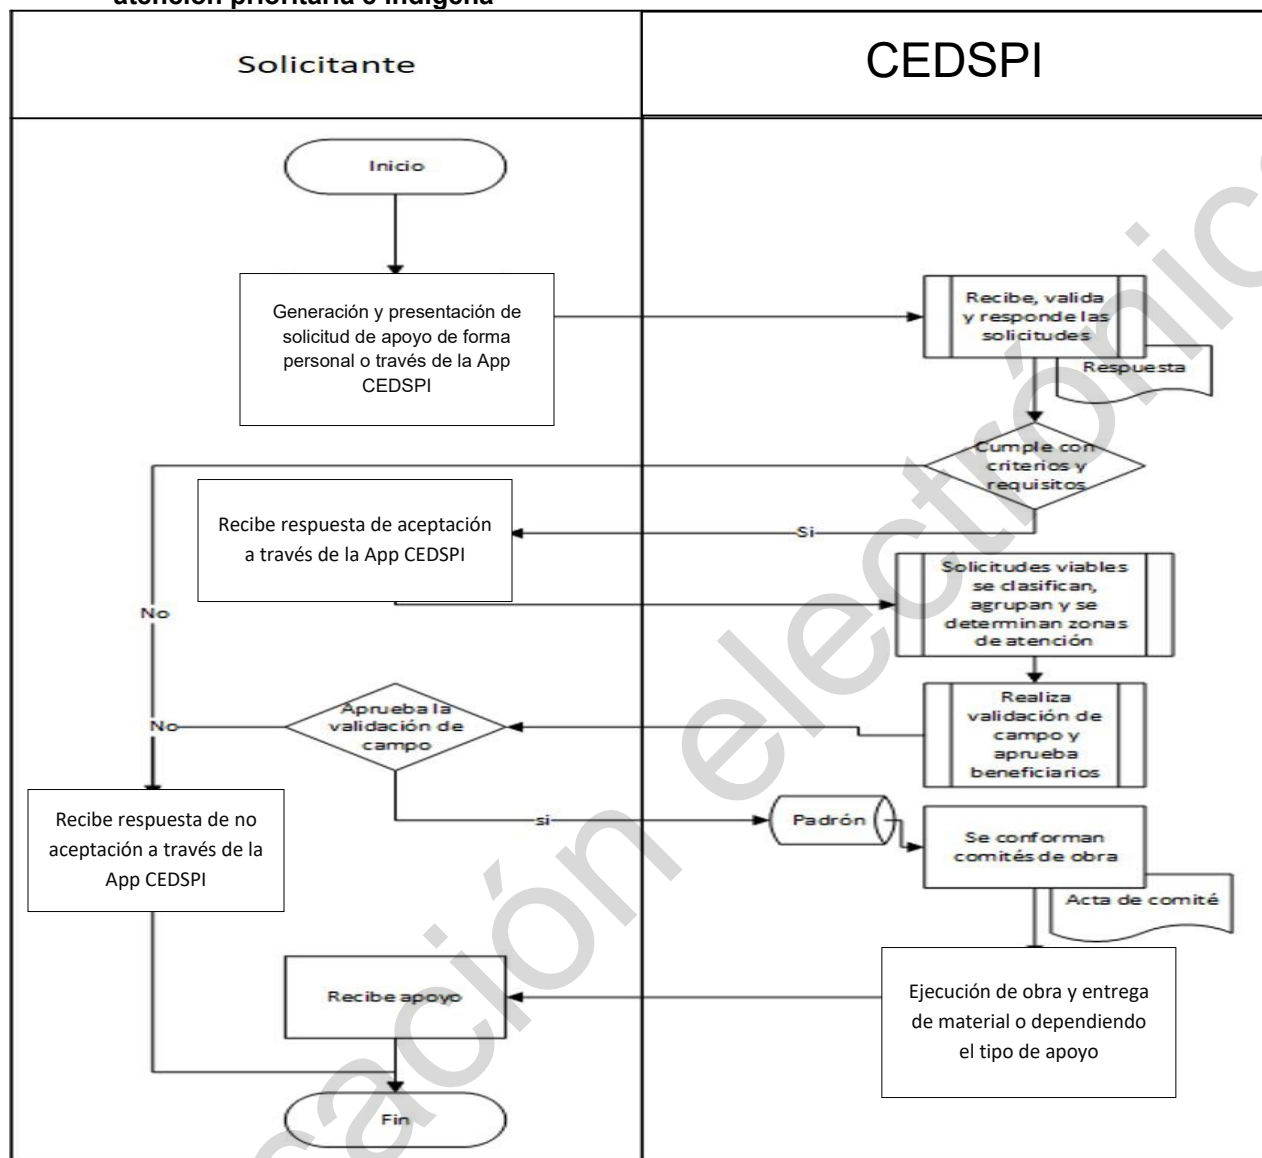 atención prioritaria e indígena
Solicitante
CEDSPI
Inicio
Generación y presentación de
solicitud de apoyo de forma
personal o través de la App
CEDSPI
Recibe, valida
y responde las
solicitudes
Respuesta
Cumple con
criterios y
requisitos
Si
Recibe respuesta de aceptación
a través de la App CEDSPI
No
Solicitudes viables
se clasifican,
agrupan y se
determinan zonas
de atención
Realiza
validación de
campo y
aprueba
beneficiarios
Aprueba la
validación de
campo
No
si
Padrón
Se conforman
comités de obra
Acta de comité
Recibe respuesta de no
aceptación a través de la
App CEDSPI
Ejecución de obra y entrega
de material o dependiendo
el tipo de apoyo
Recibe apoyo
Fin
cación electrónic